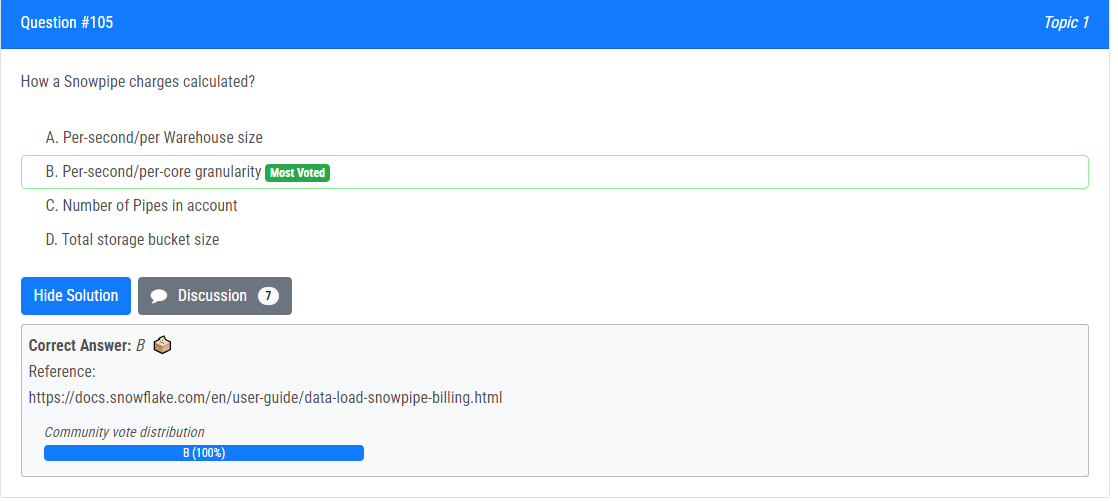 Question #105
Topic 1
How a Snowpipe charges calculated?
A. Per-second/per Warehouse size
B. Per-second/per-core granularity Most Voted
C. Number of Pipes in account
D. Total storage bucket size
Hide Solution
Discussion 7
Correct Answer: B
Reference:
https://docs.snowflake.com/en/user-guide/data-load-snowpipe-billing.html
Community vote distribution
B (100%)